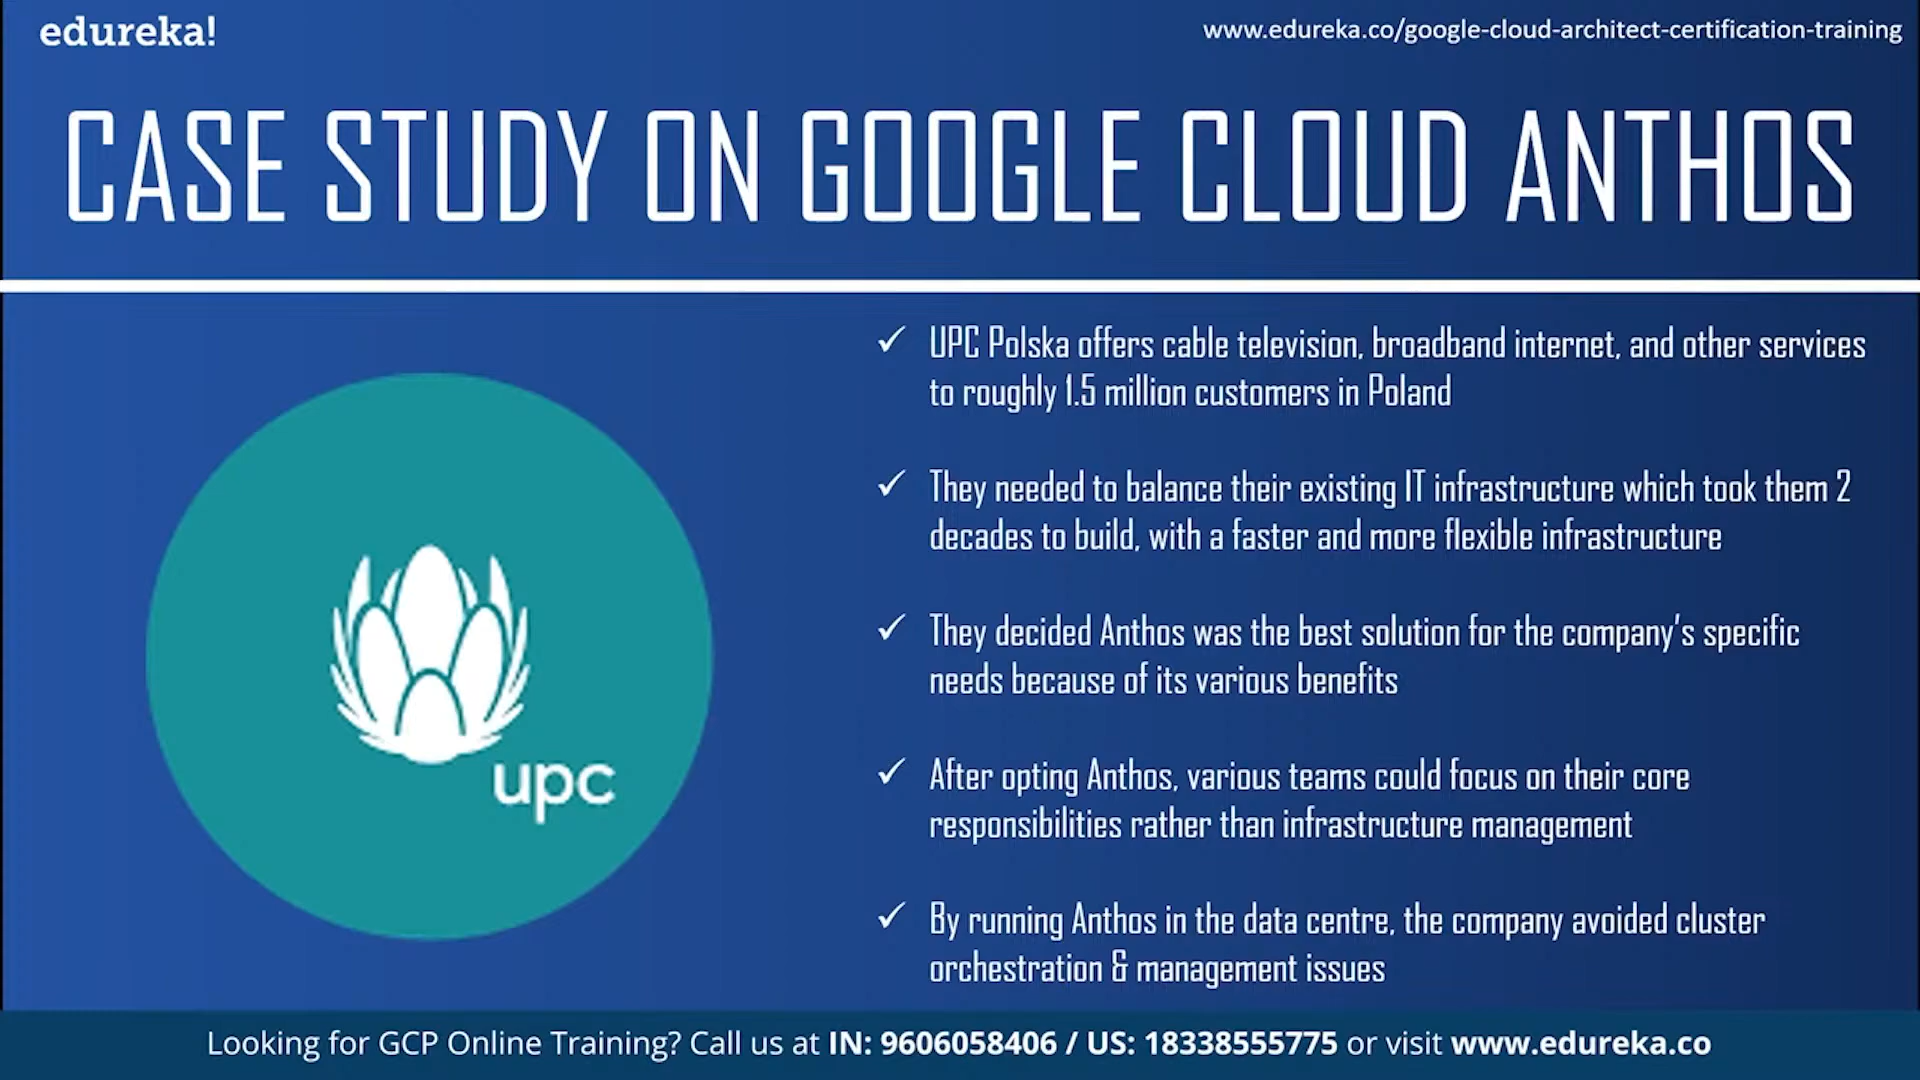 edureka!
www.edureka.co/google-cloud-architect-certification-training
CASE STUDY ON GOOGLE CLOUD ANTHOS
✓ UPC Polska offers cable television, broadband internet, and other services
to roughly 1.5 million customers in Poland
✓ They needed to balance their existing IT infrastructure which took them 2
decades to build, with a faster and more flexible infrastructure
✓ They decided Anthos was the best solution for the company's specific
needs because of its various benefits
✓ After opting Anthos, various teams could focus on their core
responsibilities rather than infrastructure management
✓ By running Anthos in the data centre, the company avoided cluster
orchestration & management issues
upc
Looking for GCP Online Training? Call us at IN: 9606058406 / US: 18338555775 or visit www.edureka.co